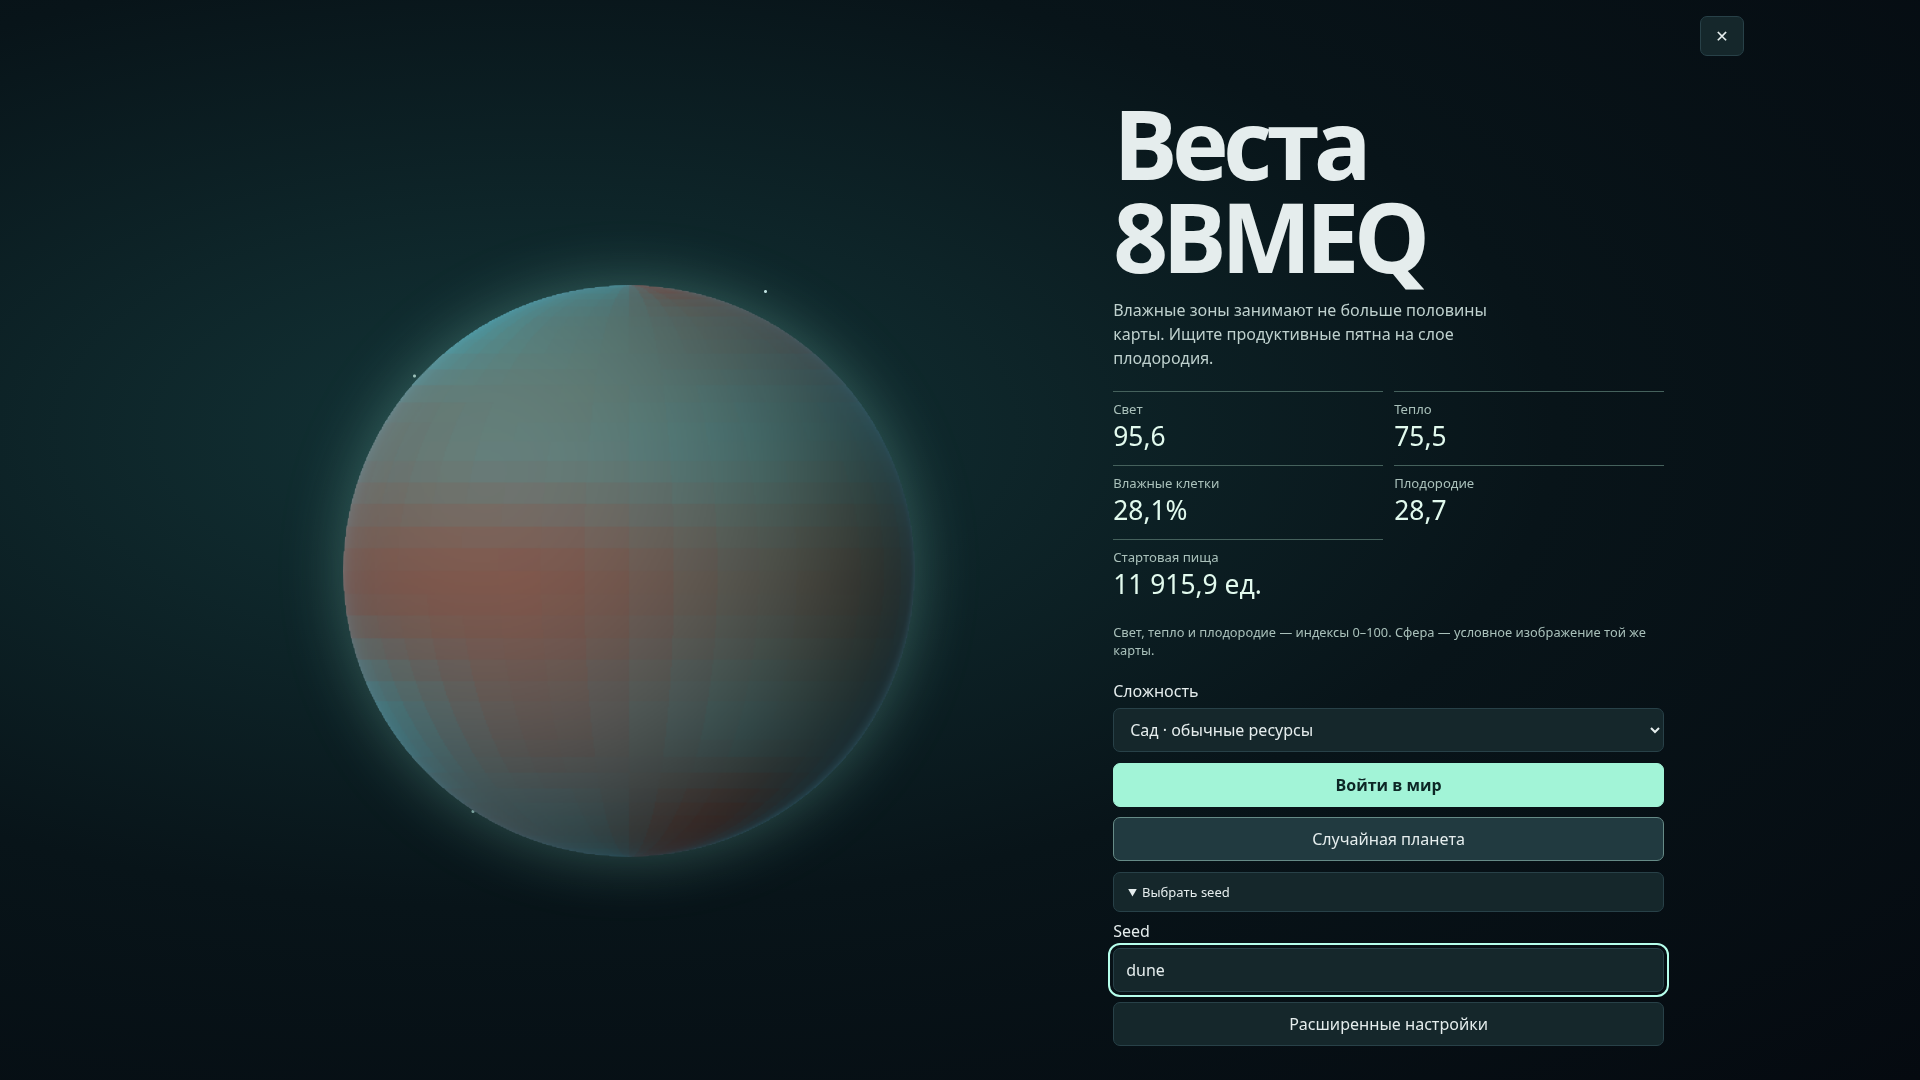 ✕
Веста
8BMEQ
Влажные зоны занимают не больше половины
карты. Ищите продуктивные пятна на слое
плодородия.
Свет
95,6
Тепло
75,5
Влажные клетки
28,1%
Плодородие
28,7
Стартовая пища
11 915,9 ед.
Свет, тепло и плодородие — индексы 0–100. Сфера — условное изображение той же
карты.
Сложность
Сад · обычные ресурсы
Войти в мир
Случайная планета
▼ Выбрать seed
Seed
dune
Расширенные настройки